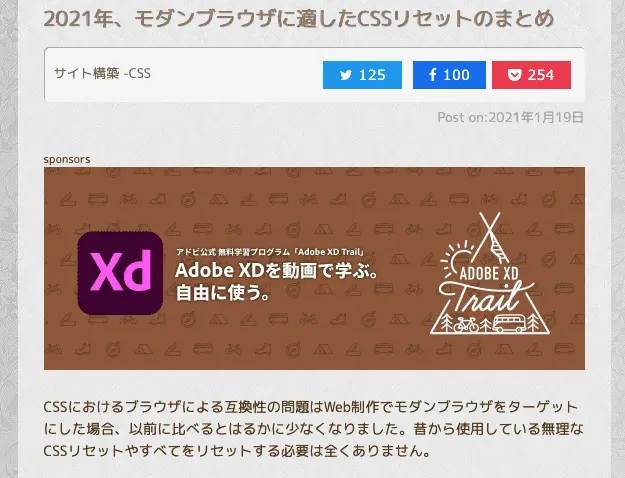 2021年、モダンブラウザに適したCSSリセットのまとめ
サイト構築 -CSS
125
100
254
Post on:2021年1月19日
sponsors
Xd
アドビ公式 無料学習プログラム「Adobe XD Trail」
Adobe XDを動画で学ぶ。
自由に使う。
ADOBE XD
Trail
CSSにおけるブラウザによる互換性の問題はWeb制作でモダンブラウザをターゲット
にした場合、以前に比べるとはるかに少なくなりました。昔から使用している無理な
CSSリセットやすべてをリセットする必要は全くありません。